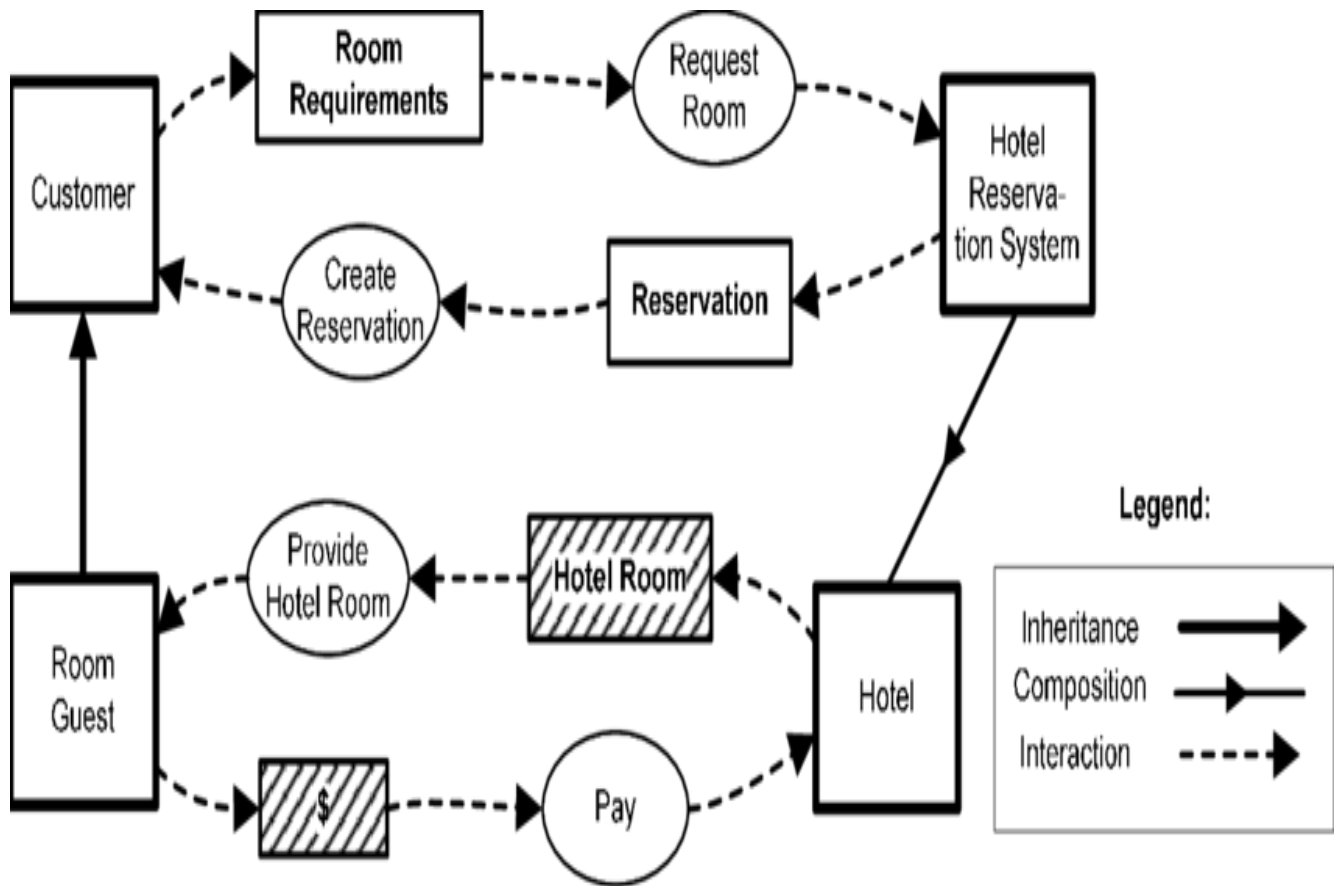 Room
Requirements
Request
Room
Customer
Hotel
Reserva-
tion System
Create
Reservation
Reservation
Legend:
Provide
Hotel Room
Hotel Room
Room
Guest
Hotel
Inheritance
Composition
Interaction
$
Pay